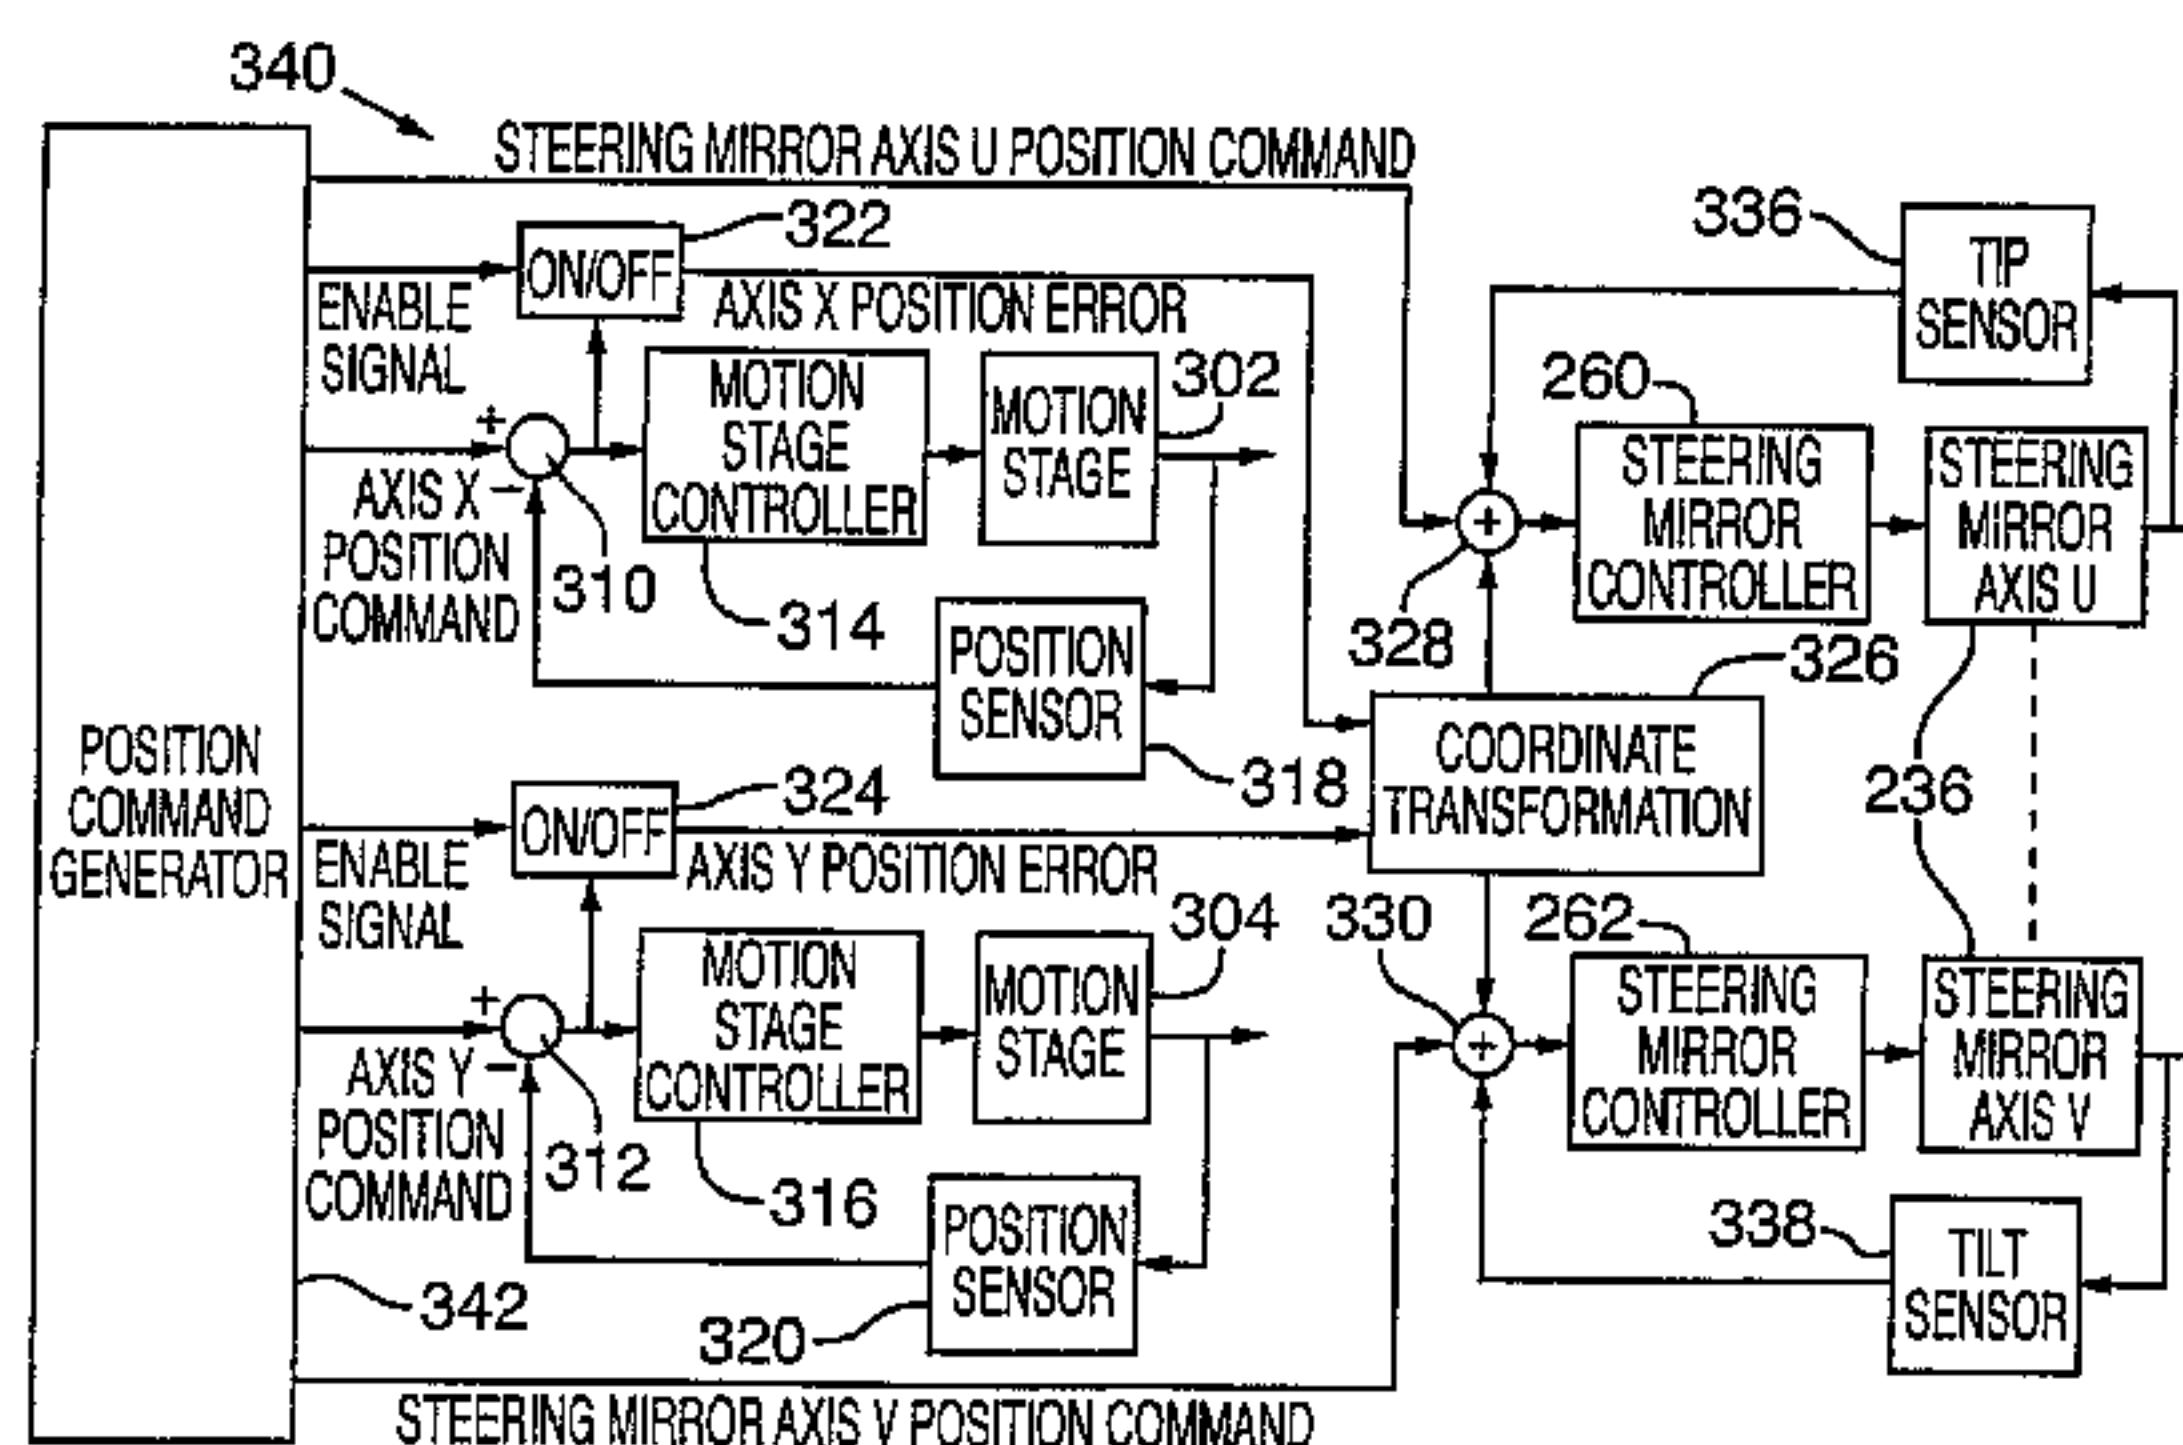 340
STEERING MIRROR AXIS U POSITION COMMAND
322
ON/OFF
ENABLE
SIGNAL
AXIS X POSITION ERROR
336
TIP
SENSOR
+
−
AXIS X
POSITION
COMMAND
310
MOTION
STAGE
CONTROLLER
314
MOTION
STAGE
302
POSITION
SENSOR
318
260
STEERING
MIRROR
CONTROLLER
STEERING
MIRROR
AXIS U
+
328
326
COORDINATE
TRANSFORMATION
236
POSITION
COMMAND
GENERATOR
324
ON/OFF
ENABLE
SIGNAL
AXIS Y POSITION ERROR
+
−
AXIS Y
POSITION
COMMAND
312
MOTION
STAGE
CONTROLLER
316
MOTION
STAGE
304
POSITION
SENSOR
320
330
+
262
STEERING
MIRROR
CONTROLLER
STEERING
MIRROR
AXIS V
338
TILT
SENSOR
342
STEERING MIRROR AXIS V POSITION COMMAND